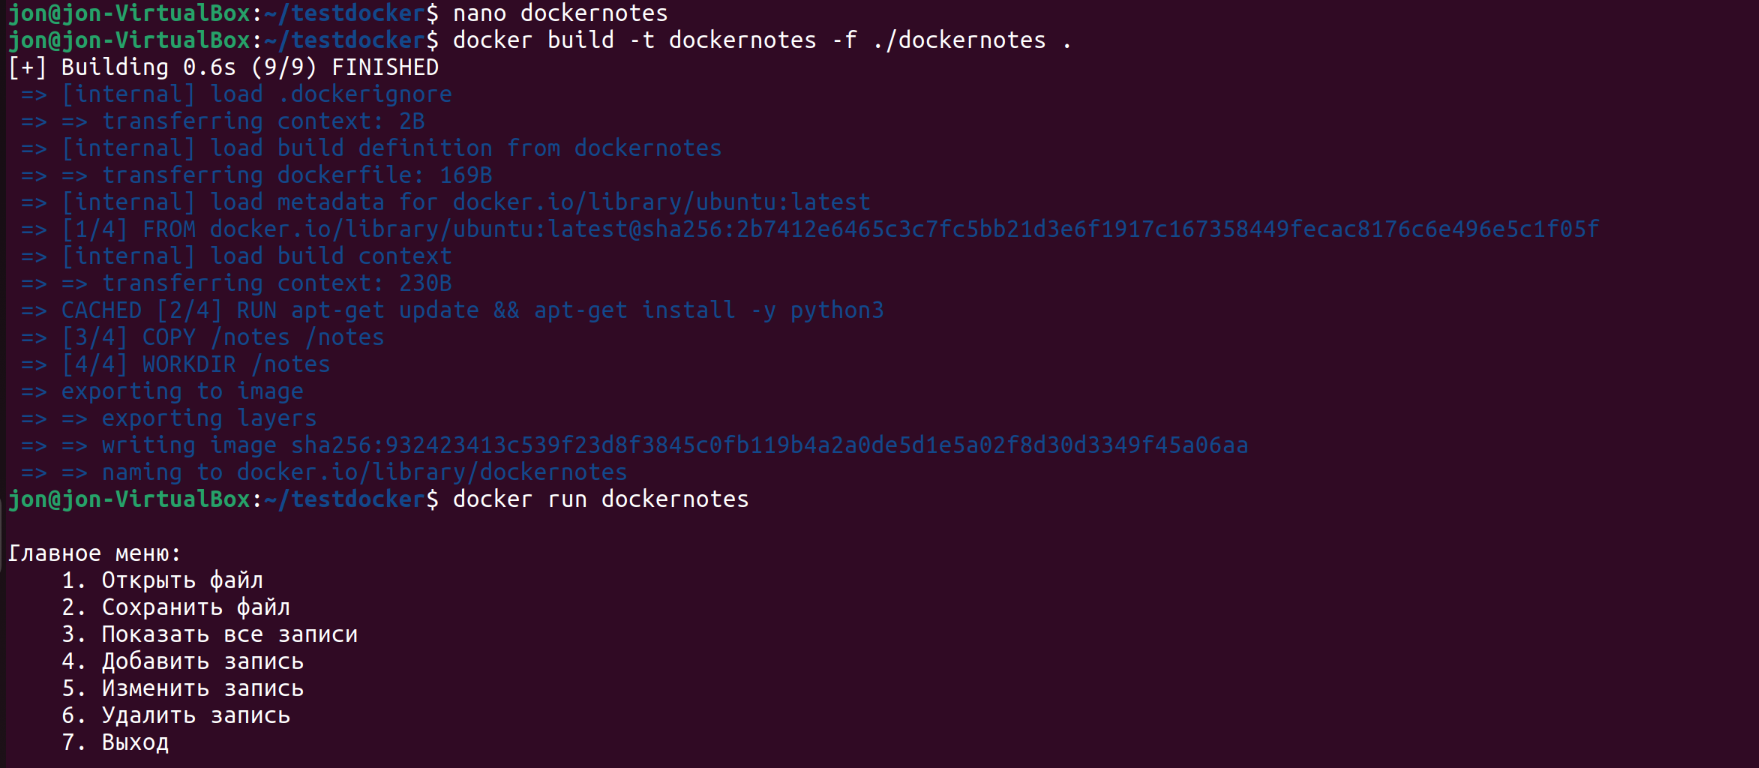 jon@jon-VirtualBox:~/testdocker$ nano dockernotes
jon@jon-VirtualBox:~/testdocker$ docker build -t dockernotes -f ./dockernotes .
[+] Building 0.6s (9/9) FINISHED
=> [internal] load .dockerignore
=> => transferring context: 2B
=> [internal] load build definition from dockernotes
=> => transferring dockerfile: 169B
=> [internal] load metadata for docker.io/library/ubuntu:latest
=> [1/4] FROM docker.io/library/ubuntu:latest@sha256:2b7412e6465c3c7fc5bb21d3e6f1917c167358449fecac8176c6e496e5c1f05f
=> [internal] load build context
=> => transferring context: 230B
=> CACHED [2/4] RUN apt-get update && apt-get install -y python3
=> [3/4] COPY /notes /notes
=> [4/4] WORKDIR /notes
=> exporting to image
=> => exporting layers
=> => writing image sha256:932423413c539f23d8f3845c0fb119b4a2a0de5d1e5a02f8d30d3349f45a06aa
=> => naming to docker.io/library/dockernotes
jon@jon-VirtualBox:~/testdocker$ docker run dockernotes
Главное меню:
1. Открыть файл
2. Сохранить файл
3. Показать все записи
4. Добавить запись
5. Изменить запись
6. Удалить запись
7. Выход